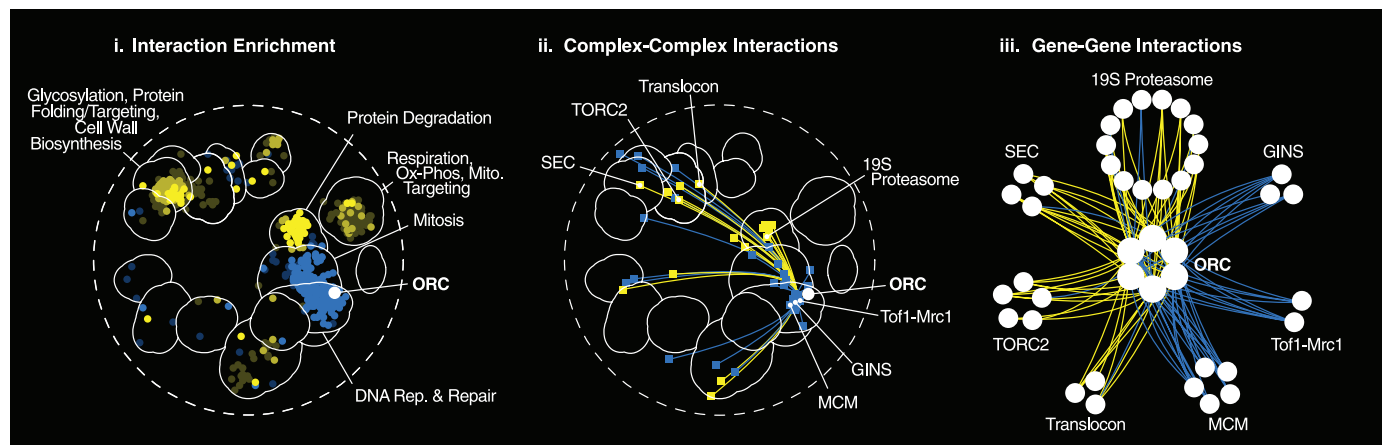 i. Interaction Enrichment
Glycosylation, Protein
Folding/Targeting,
Cell Wall
Biosynthesis
Protein Degradation
Respiration,
Ox-Phos, Mito.
Targeting
Mitosis
ORC
DNA Rep. & Repair
ii. Complex-Complex Interactions
Translocon
TORC2
SEC
19S
Proteasome
ORC
Tof1-Mrc1
GINS
MCM
iii. Gene-Gene Interactions
19S Proteasome
SEC
GINS
ORC
TORC2
Tof1-Mrc1
Translocon
MCM